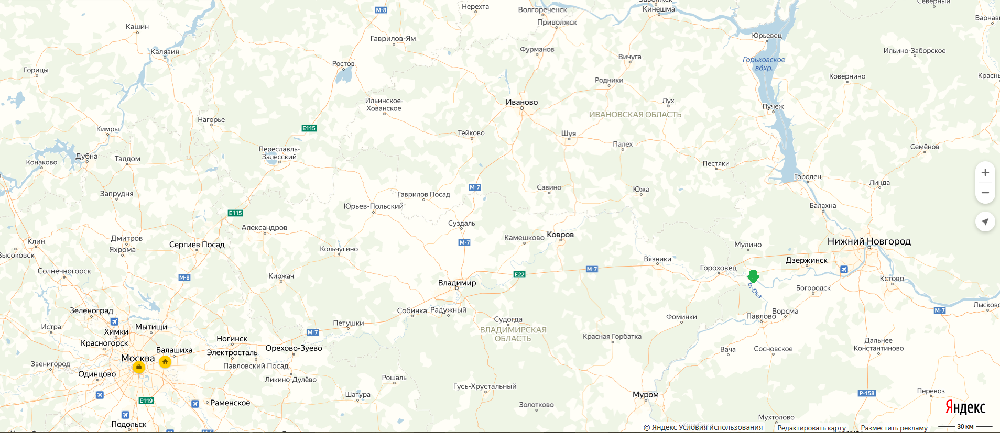 М-8
Нерехта
Волгореченск
Заволжск
Кинешма
Северный
Варнави
Кашин
Приволжск
Гаврилов-Ям
Юрьевец
Калязин
Фурманов
Вичуга
Ильино-Заборское
Горьковское
вдхр.
Горицы
Ростов
Родники
Ковернино
Иваново
Ильинское-
Хованское
Лух
Пучеж
ИВАНОВСКАЯ ОБЛАСТЬ
Нагорье
Кимры
Е115
Тейково
Шуя
Палех
Семёнов
Дубна
Талдом
Конаково
Переславль-
Залесский
Пестяки
Городец
Линда
Запрудня
М-7
Савино
Южа
Гаврилов Посад
Юрьев-Польский
Балахна
Е115
Александров
Суздаль
Клин
Дмитров
Яхрома
Сергиев Посад
Кольчугино
М-7
Камешково
Ковров
Мулино
Нижний Новгород
Высоковск
Вязники
Дзержинск
Солнечногорск
М-8
Киржач
Е22
М-7
Гороховец
Владимир
р. Ока
Богородск
Кстово
Зеленоград
Собинка
Радужный
Судогда
Фоминки
Павлово
Ворсма
М-7
Лысково
Истра
Химки
Мытищи
Петушки
М-7
ВЛАДИМИРСКАЯ
ОБЛАСТЬ
Красногорск
Балашиха
Ногинск
Электросталь
Орехово-Зуево
Красная Горбатка
Вача
Сосновское
Дальнее
Константиново
Звенигород
Москва
Павловский Посад
Одинцово
Ликино-Дулёво
Рошаль
Гусь-Хрустальный
Шатура
Муром
Р-158
Перевоз
Е119
Раменское
Золотково
Яндекс
Подольск
Мухтолово
Кулебаки
© Яндекс Условия использования
Редактировать карту
Разместить рекламу
30 км